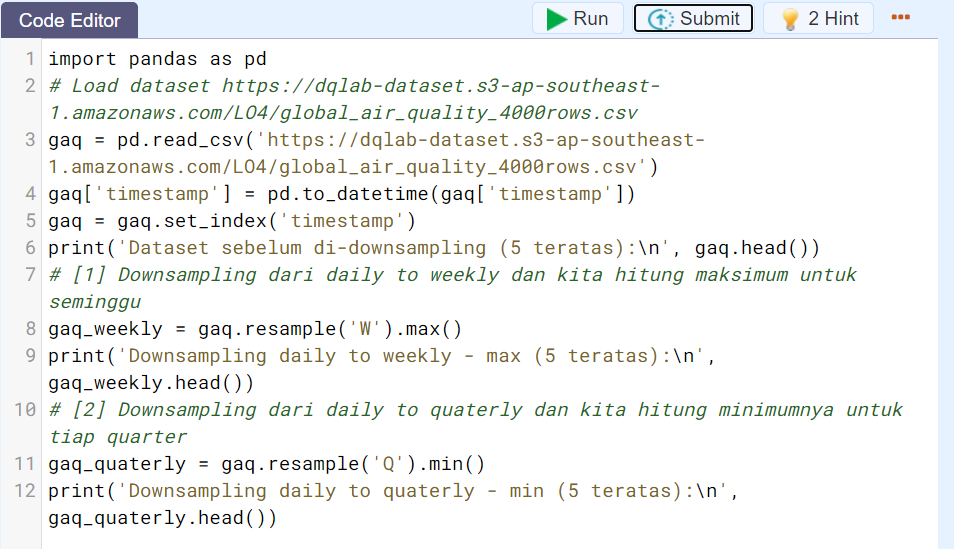 Code Editor
Run
Submit
2 Hint
1 import pandas as pd
2 # Load dataset https://dqlab-dataset.s3-ap-southeast-
1.amazonaws.com/LO4/global_air_quality_4000rows.csv
3 gaq = pd.read_csv('https://dqlab-dataset.s3-ap-southeast-
1.amazonaws.com/LO4/global_air_quality_4000rows.csv')
4 gaq['timestamp'] = pd.to_datetime(gaq['timestamp'])
5 gaq = gaq.set_index('timestamp')
6 print('Dataset sebelum di-downsampling (5 teratas):\n', gaq.head())
7 # [1] Downsampling dari daily to weekly dan kita hitung maksimum untuk
seminggu
8 gaq_weekly = gaq.resample('W').max()
9 print('Downsampling daily to weekly - max (5 teratas):\n',
gaq_weekly.head())
10 # [2] Downsampling dari daily to quaterly dan kita hitung minimumnya untuk
tiap quarter
11 gaq_quaterly = gaq.resample('Q').min()
12 print('Downsampling daily to quaterly - min (5 teratas):\n',
gaq_quaterly.head())